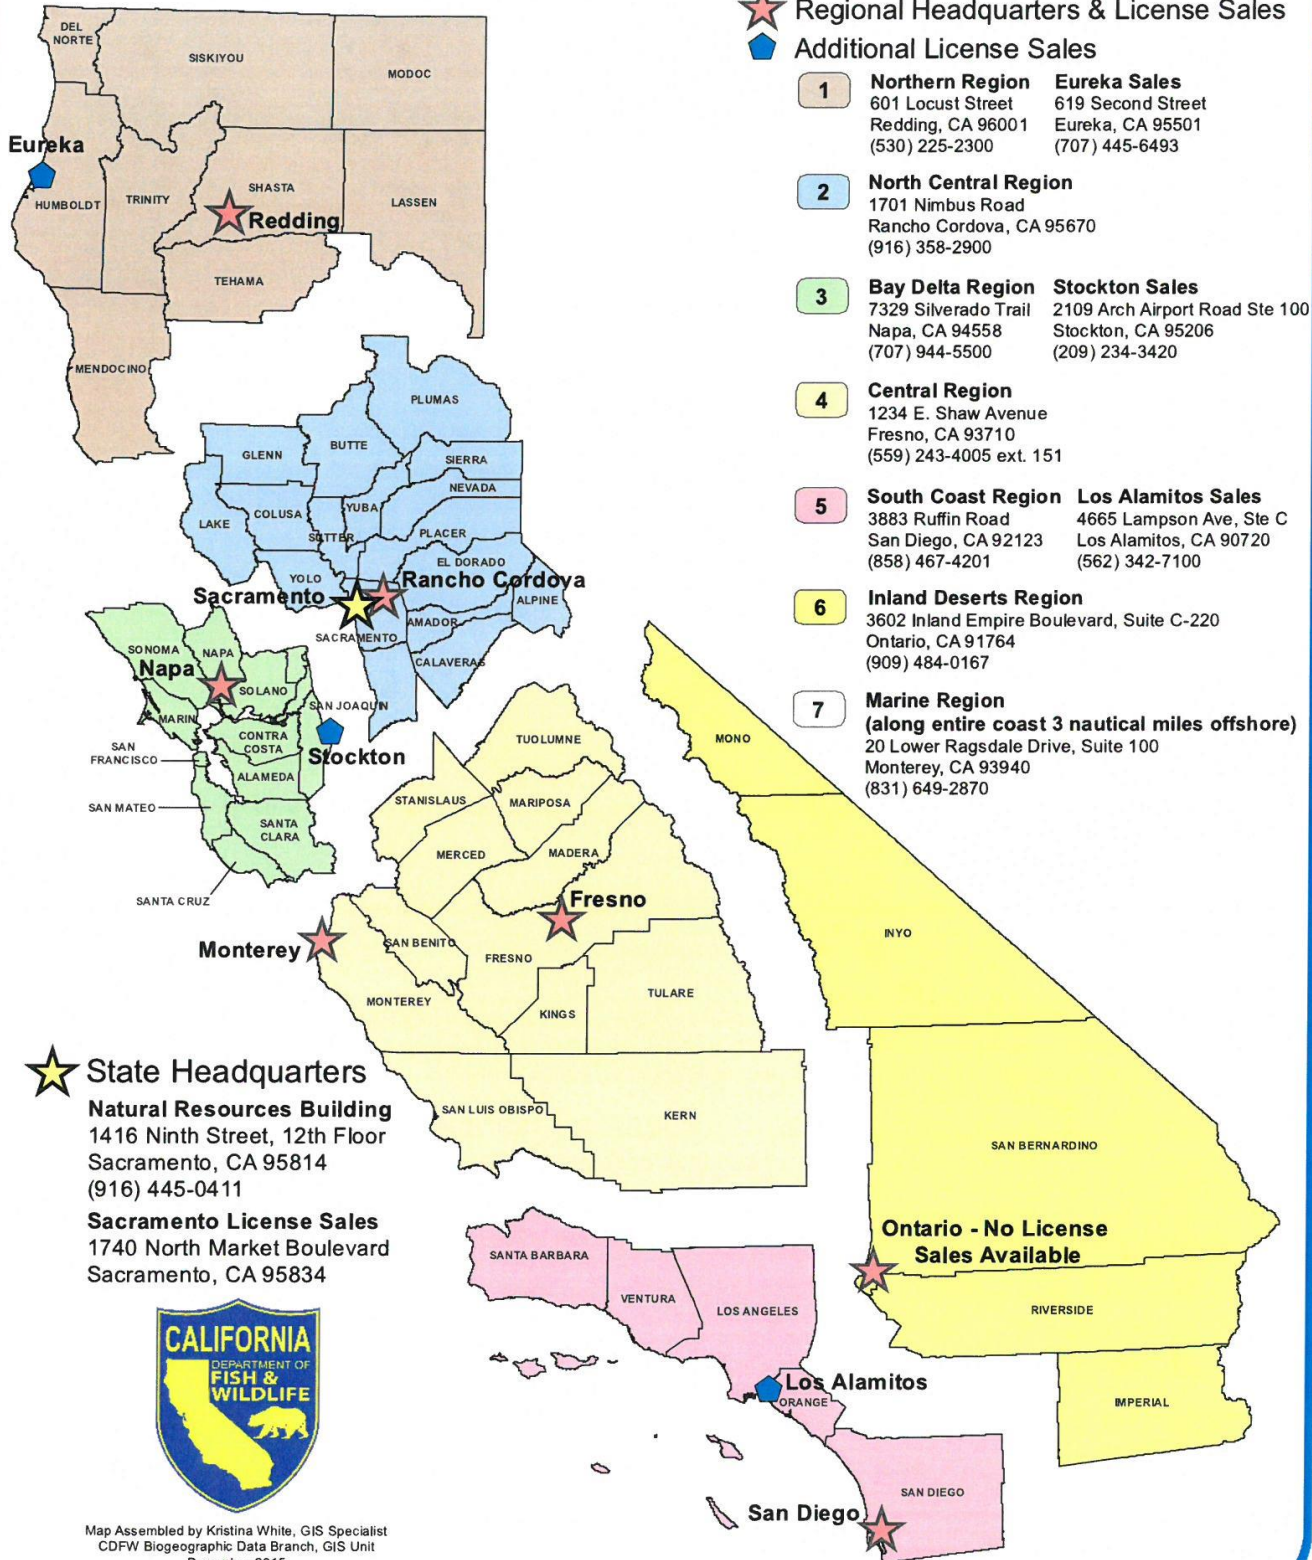 Regional Headquarters & License Sales
Additional License Sales
1
Northern Region
601 Locust Street
Redding, CA 96001
(530) 225-2300
Eureka Sales
619 Second Street
Eureka, CA 95501
(707) 445-6493
2
North Central Region
1701 Nimbus Road
Rancho Cordova, CA 95670
(916) 358-2900
3
Bay Delta Region
7329 Silverado Trail
Napa, CA 94558
(707) 944-5500
Stockton Sales
2109 Arch Airport Road Ste 100
Stockton, CA 95206
(209) 234-3420
4
Central Region
1234 E. Shaw Avenue
Fresno, CA 93710
(559) 243-4005 ext. 151
5
South Coast Region
3883 Ruffin Road
San Diego, CA 92123
(858) 467-4201
Los Alamitos Sales
4665 Lampson Ave, Ste C
Los Alamitos, CA 90720
(562) 342-7100
6
Inland Deserts Region
3602 Inland Empire Boulevard, Suite C-220
Ontario, CA 91764
(909) 484-0167
7
Marine Region
(along entire coast 3 nautical miles offshore)
20 Lower Ragsdale Drive, Suite 100
Monterey, CA 93940
(831) 649-2870
DEL
NORTE
SISKIYOU
MODOC
Eureka
HUMBOLDT
TRINITY
SHASTA
Redding
LASSEN
TEHAMA
MENDOCINO
PLUMAS
BUTTE
GLENN
SIERRA
NEVADA
YUBA
COLUSA
LAKE
SUTTER
PLACER
EL DORADO
YOLO
Rancho Cordova
Sacramento
ALPINE
AMADOR
SACRAMENTO
CALAVERAS
SONOMA
NAPA
Napa
SOLANO
SAN JOAQUIN
MARIN
CONTRA
COSTA
SAN
FRANCISCO
Stockton
ALAMEDA
SAN MATEO
SANTA
CLARA
SANTA CRUZ
TUOLUMNE
MONO
STANISLAUS
MARIPOSA
MERCED
MADERA
Fresno
Monterey
SAN BENITO
FRESNO
INYO
MONTEREY
TULARE
KINGS
SAN LUIS OBISPO
KERN
SAN BERNARDINO
Ontario - No License
Sales Available
RIVERSIDE
IMPERIAL
SANTA BARBARA
VENTURA
LOS ANGELES
Los Alamitos
ORANGE
SAN DIEGO
San Diego
State Headquarters
Natural Resources Building
1416 Ninth Street, 12th Floor
Sacramento, CA 95814
(916) 445-0411
Sacramento License Sales
1740 North Market Boulevard
Sacramento, CA 95834
CALIFORNIA
DEPARTMENT OF
FISH &
WILDLIFE
Map Assembled by Kristina White, GIS Specialist
CDFW Biogeographic Data Branch, GIS Unit